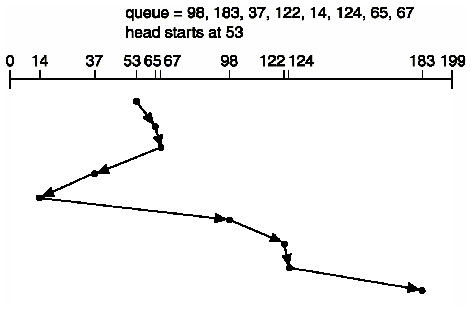 queue = 98, 183, 37, 122, 14, 124, 65, 67
head starts at 53
0 14 37 53 65 67 98 122 124 183 199